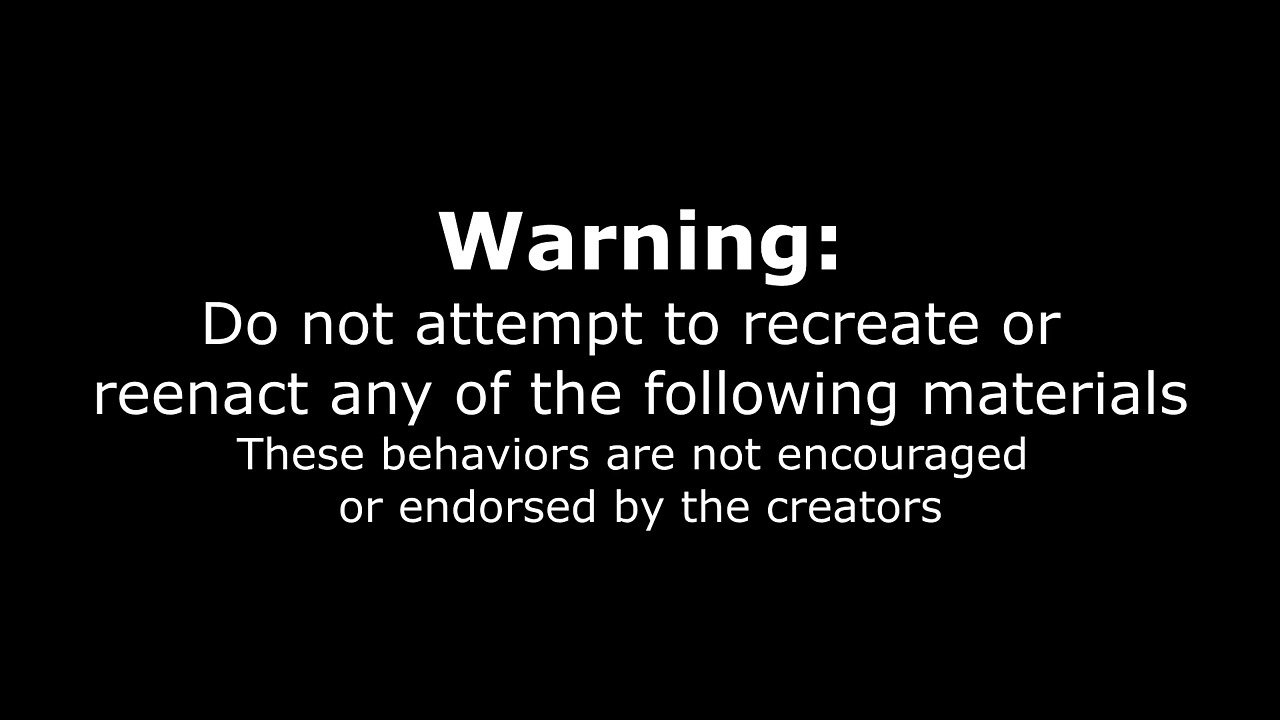 Warning:
Do not attempt to recreate or
reenact any of the following materials
These behaviors are not encouraged
or endorsed by the creators